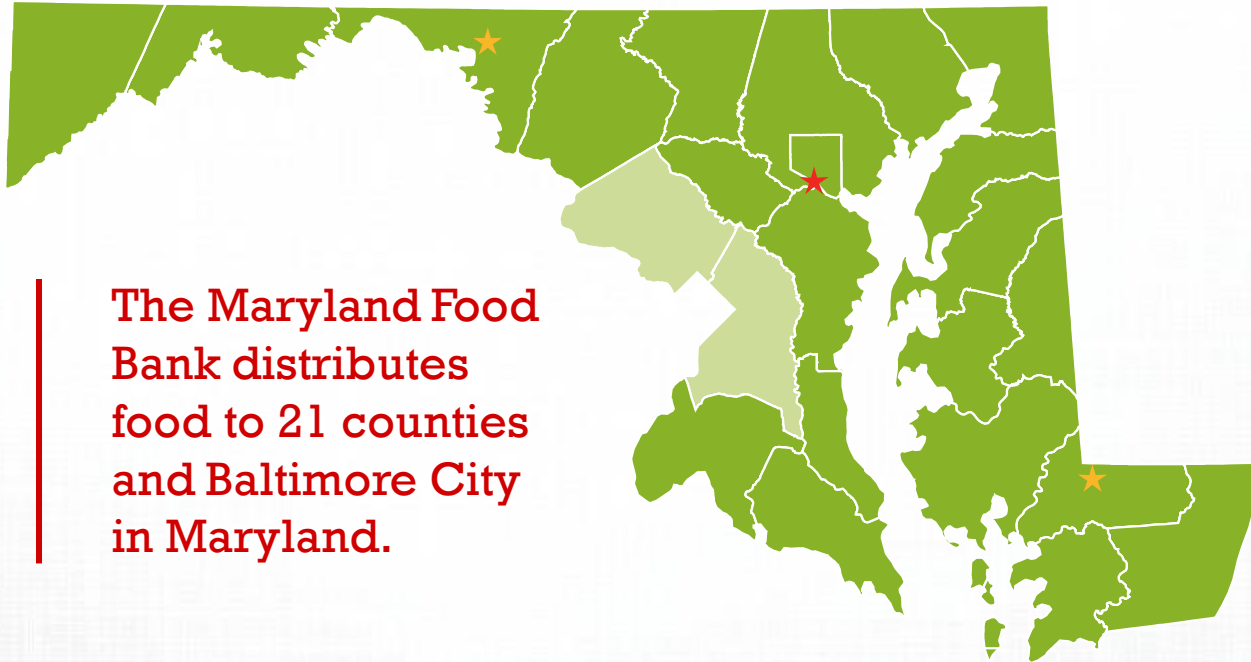 The Maryland Food
Bank distributes
food to 21 counties
and Baltimore City
in Maryland.